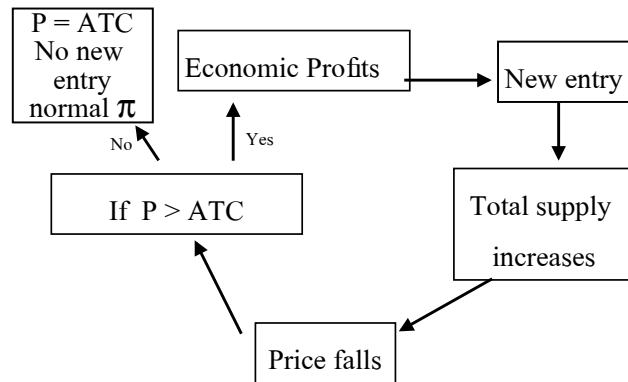 P = ATC
No new
entry
normal π
Economic Profits
New entry
No
Yes
If P > ATC
Total supply
increases
Price falls